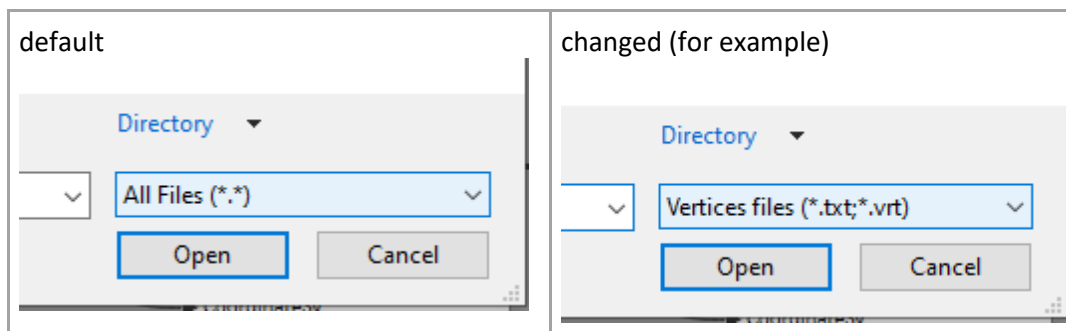 default
changed (for example)
Directory
All Files (*.*)
Open
Cancel
Directory
Vertices files (*.txt;*.vrt)
Open
Cancel